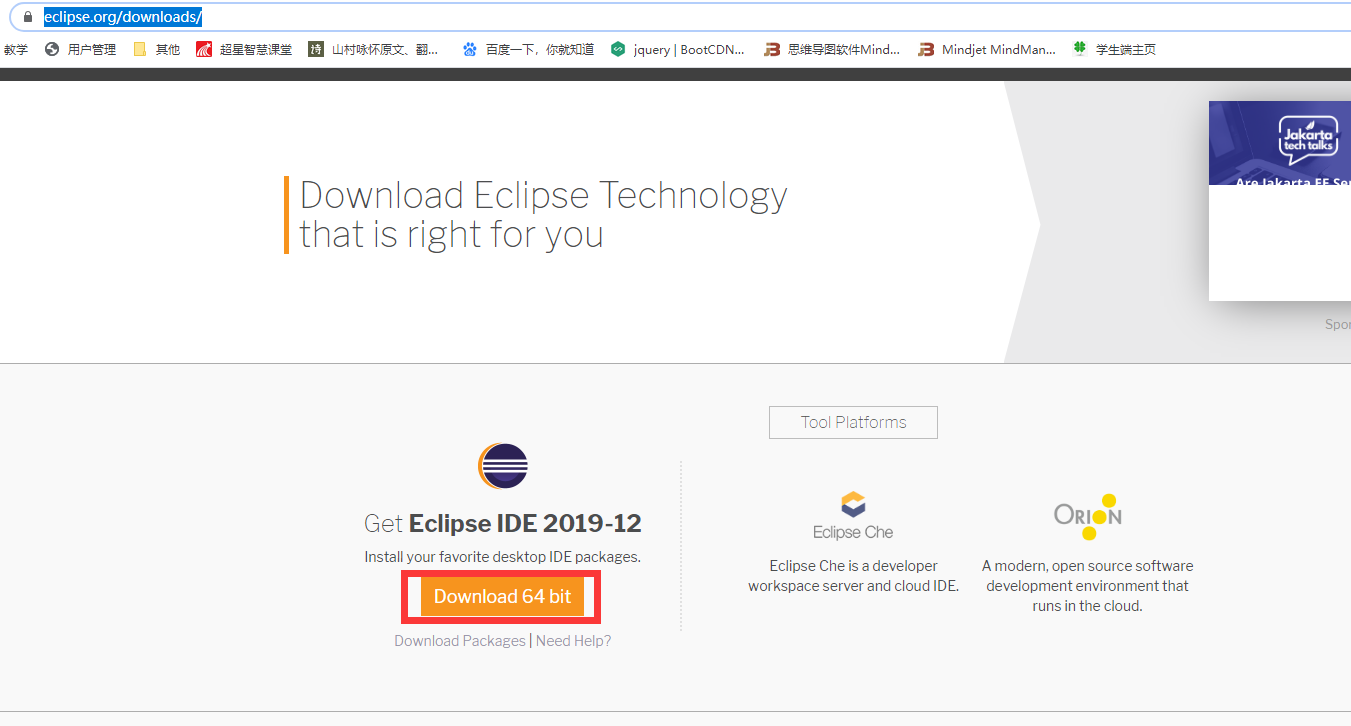 eclipse.org/downloads/
教学 用户管理 其他 超星智慧课堂 诗 山村咏怀原文、翻... 百度一下，你就知道 jquery | BootCDN... 思维导图软件Mind... Mindjet MindMan... 学生端主页
Jakarta
tech talks
Are Jakarta EE Ser
Download Eclipse Technology
that is right for you
Spon
Tool Platforms
Get Eclipse IDE 2019-12
Install your favorite desktop IDE packages.
Download 64 bit
Download Packages | Need Help?
Eclipse Che
Eclipse Che is a developer
workspace server and cloud IDE.
ORION
A modern, open source software
development environment that
runs in the cloud.